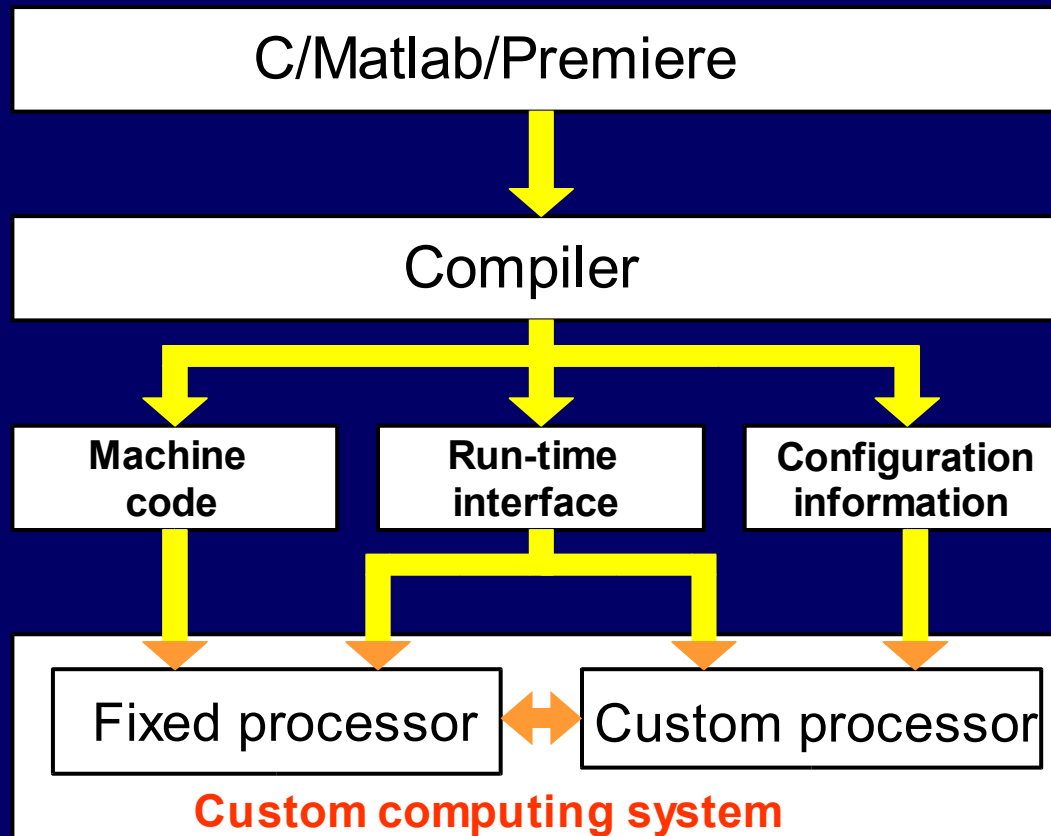 C/Matlab/Premiere
Compiler
Machine
code
Run-time
interface
Configuration
information
Fixed processor
Custom processor
Custom computing system